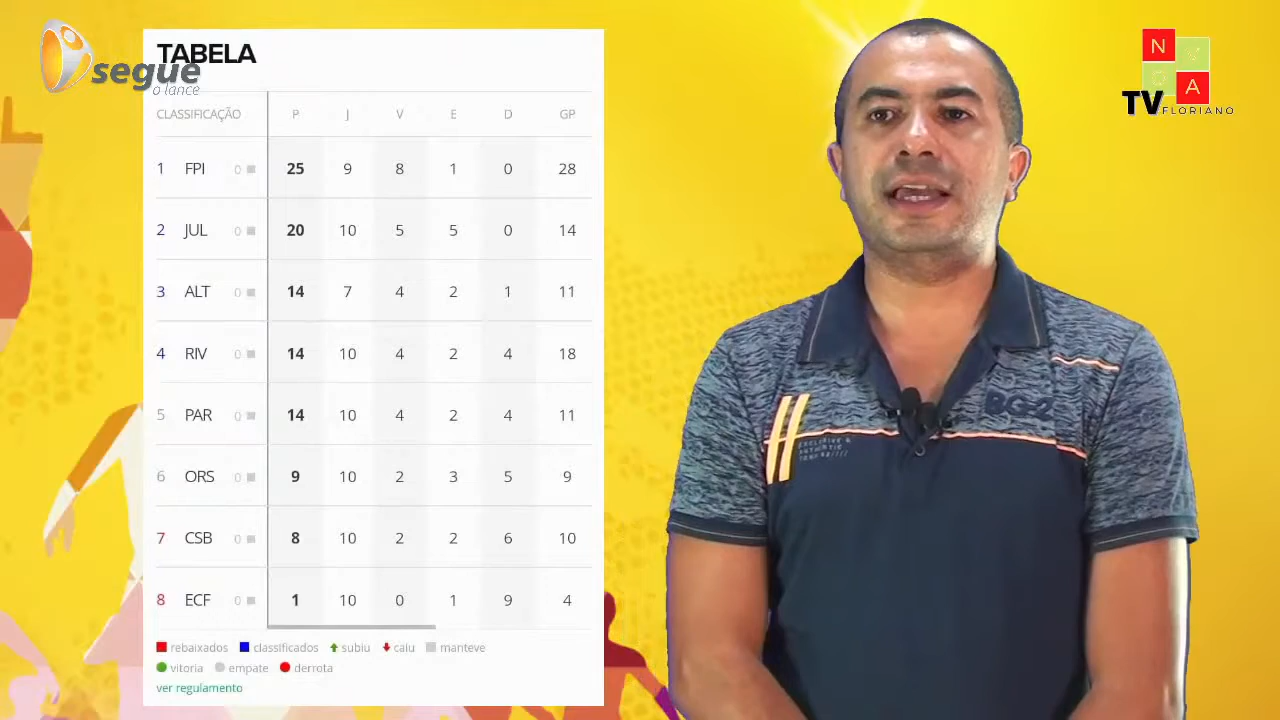 segue
o lance
TABELA
CLASSIFICAÇÃO P J V E D GP
1 FPI 0 25 9 8 1 0 28
2 JUL 0 20 10 5 5 0 14
3 ALT 0 14 7 4 2 1 11
4 RIV 0 14 10 4 2 4 18
5 PAR 0 14 10 4 2 4 11
6 ORS 0 9 10 2 3 5 9
7 CSB 0 8 10 2 2 6 10
8 ECF 0 1 10 0 1 9 4
rebaixados classificados subiu caiu manteve
vitoria empate derrota
ver regulamento
N V
G A
TV FLORIANO
EXCLUSIVE &
AUTHENTIC